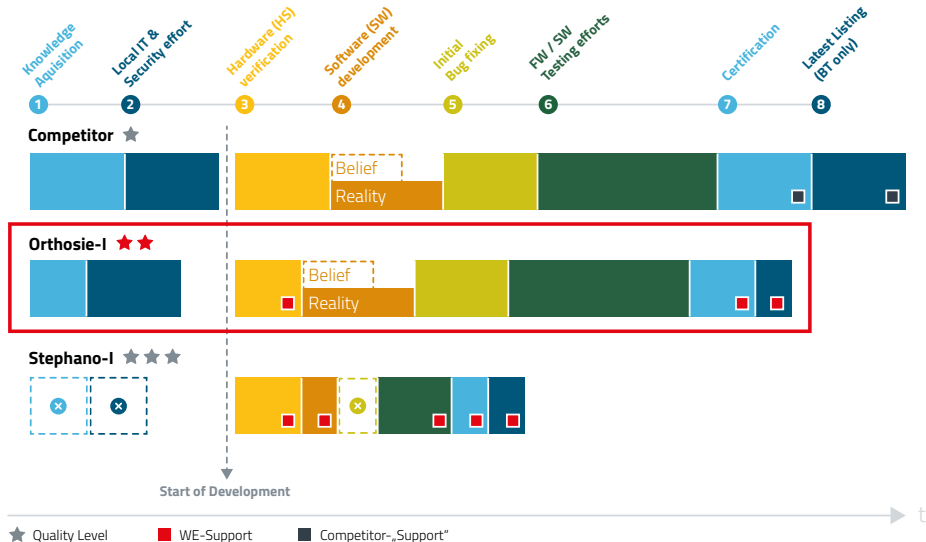 Knowledge
Aquisition
Local IT &
Security effort
Hardware (HS)
verification
Software (SW)
development
Initial
Bug fixing
FW / SW
Testing efforts
Certification
Latest Listing
(BT only)
1
2
3
4
5
6
7
8
Competitor
Belief
Reality
Orthosie-I
Belief
Reality
Stephano-I
Start of Development
t
Quality Level
WE-Support
Competitor-„Support“